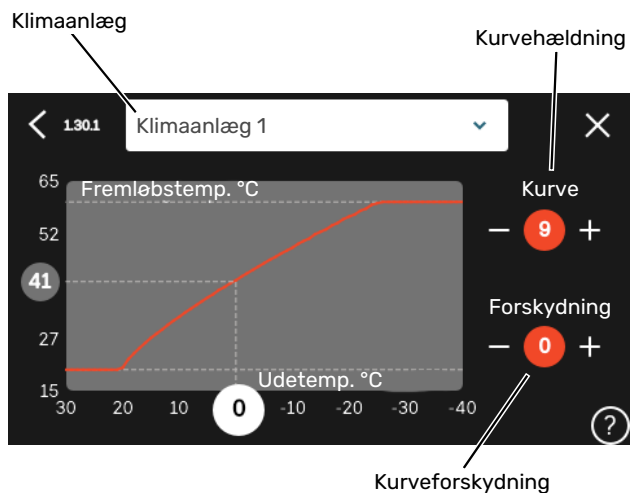 Klimaanlæg
Kurvehældning
1.30.1
Klimaanlæg 1
65
Fremløbstemp. °C
Kurve
52
9
41
Forskydning
27
0
Udetemp. °C
15
30 20 10 0 -10 -20 -30 -40
?
Kurveforskydning